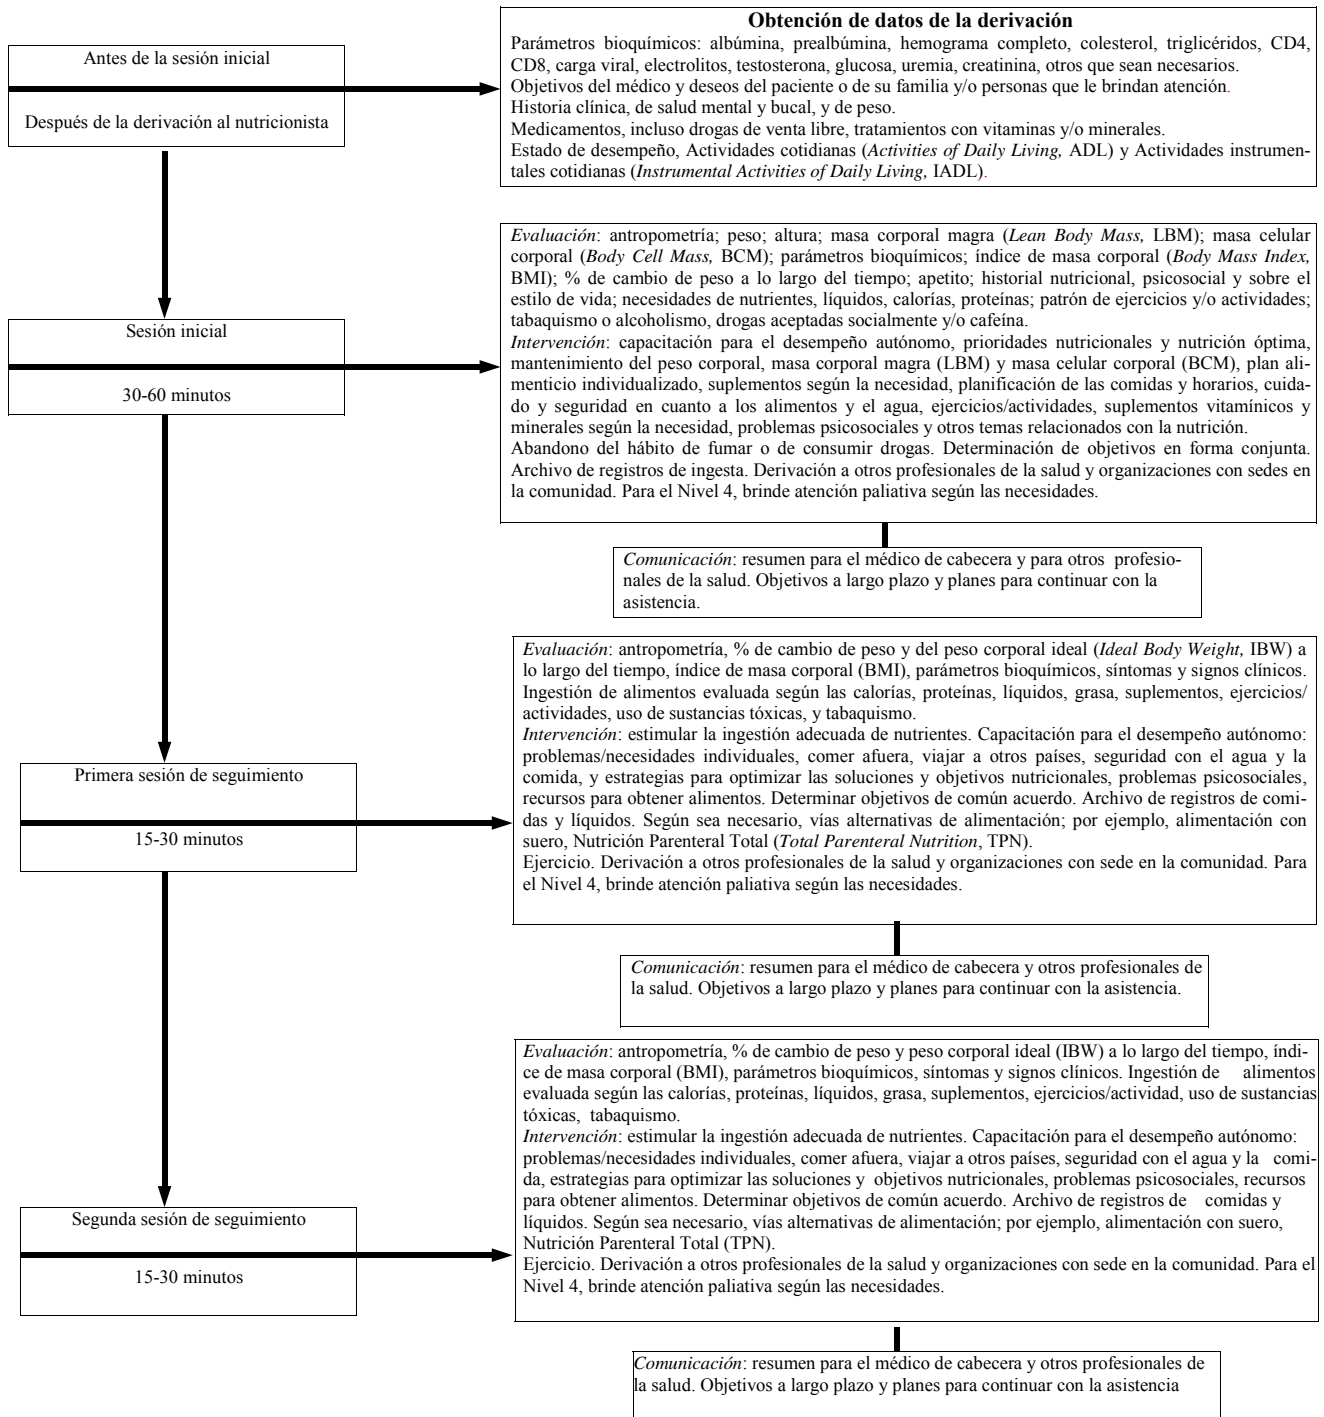 Antes de la sesión inicial
Después de la derivación al nutricionista
Obtención de datos de la derivación
Parámetros bioquímicos: albúmina, prealbúmina, hemograma completo, colesterol, triglicéridos, CD4,
CD8, carga viral, electrolitos, testosterona, glucosa, uremia, creatinina, otros que sean necesarios.
Objetivos del médico y deseos del paciente o de su familia y/o personas que le brindan atención.
Historia clínica, de salud mental y bucal, y de peso.
Medicamentos, incluso drogas de venta libre, tratamientos con vitaminas y/o minerales.
Estado de desempeño, Actividades cotidianas (Activities of Daily Living, ADL) y Actividades instrumen-
tales cotidianas (Instrumental Activities of Daily Living, IADL).
Sesión inicial
30-60 minutos
Evaluación: antropometría; peso; altura; masa corporal magra (Lean Body Mass, LBM); masa celular
corporal (Body Cell Mass, BCM); parámetros bioquímicos; índice de masa corporal (Body Mass Index,
BMI); % de cambio de peso a lo largo del tiempo; apetito; historial nutricional, psicosocial y sobre el
estilo de vida; necesidades de nutrientes, líquidos, calorías, proteínas; patrón de ejercicios y/o actividades;
tabaquismo o alcoholismo, drogas aceptadas socialmente y/o cafeína.
Intervención: capacitación para el desempeño autónomo, prioridades nutricionales y nutrición óptima,
mantenimiento del peso corporal, masa corporal magra (LBM) y masa celular corporal (BCM), plan ali-
menticio individualizado, suplementos según la necesidad, planificación de las comidas y horarios, cuida-
do y seguridad en cuanto a los alimentos y el agua, ejercicios/actividades, suplementos vitamínicos y
minerales según la necesidad, problemas psicosociales y otros temas relacionados con la nutrición.
Abandono del hábito de fumar o de consumir drogas. Determinación de objetivos en forma conjunta.
Archivo de registros de ingesta. Derivación a otros profesionales de la salud y organizaciones con sedes en
la comunidad. Para el Nivel 4, brinde atención paliativa según las necesidades.
Comunicación: resumen para el médico de cabecera y para otros profesio-
nales de la salud. Objetivos a largo plazo y planes para continuar con la
asistencia.
Primera sesión de seguimiento
15-30 minutos
Evaluación: antropometría, % de cambio de peso y del peso corporal ideal (Ideal Body Weight, IBW) a
lo largo del tiempo, índice de masa corporal (BMI), parámetros bioquímicos, síntomas y signos clínicos.
Ingestión de alimentos evaluada según las calorías, proteínas, líquidos, grasa, suplementos, ejercicios/
actividades, uso de sustancias tóxicas, y tabaquismo.
Intervención: estimular la ingestión adecuada de nutrientes. Capacitación para el desempeño autónomo:
problemas/necesidades individuales, comer afuera, viajar a otros países, seguridad con el agua y la
comida, y estrategias para optimizar las soluciones y objetivos nutricionales, problemas psicosociales,
recursos para obtener alimentos. Determinar objetivos de común acuerdo. Archivo de registros de comi-
das y líquidos. Según sea necesario, vías alternativas de alimentación; por ejemplo, alimentación con
suero, Nutrición Parenteral Total (Total Parenteral Nutrition, TPN).
Ejercicio. Derivación a otros profesionales de la salud y organizaciones con sede en la comunidad. Para
el Nivel 4, brinde atención paliativa según las necesidades.
Comunicación: resumen para el médico de cabecera y otros profesionales de
la salud. Objetivos a largo plazo y planes para continuar con la asistencia.
Segunda sesión de seguimiento
15-30 minutos
Evaluación: antropometría, % de cambio de peso y peso corporal ideal (IBW) a lo largo del tiempo, índi-
ce de masa corporal (BMI), parámetros bioquímicos, síntomas y signos clínicos. Ingestión de alimentos
evaluada según las calorías, proteínas, líquidos, grasa, suplementos, ejercicios/actividad, uso de sustancias
tóxicas, tabaquismo.
Intervención: estimular la ingestión adecuada de nutrientes. Capacitación para el desempeño autónomo:
problemas/necesidades individuales, comer afuera, viajar a otros países, seguridad con el agua y la comi-
da, estrategias para optimizar las soluciones y objetivos nutricionales, problemas psicosociales, recursos
para obtener alimentos. Determinar objetivos de común acuerdo. Archivo de registros de comidas y
líquidos. Según sea necesario, vías alternativas de alimentación; por ejemplo, alimentación con suero,
Nutrición Parenteral Total (TPN).
Ejercicio. Derivación a otros profesionales de la salud y organizaciones con sede en la comunidad. Para el
Nivel 4, brinde atención paliativa según las necesidades.
Comunicación: resumen para el médico de cabecera y otros profesionales de
la salud. Objetivos a largo plazo y planes para continuar con la asistencia